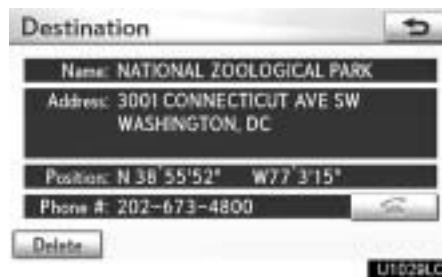 Destination
Name: NATIONAL ZOOLOGICAL PARK
Address: 3001 CONNECTICUT AVE SW
WASHINGTON, DC
Position: N 38°55'52" W77°3'15"
Phone #: 202-673-4800
Delete
U1029LC